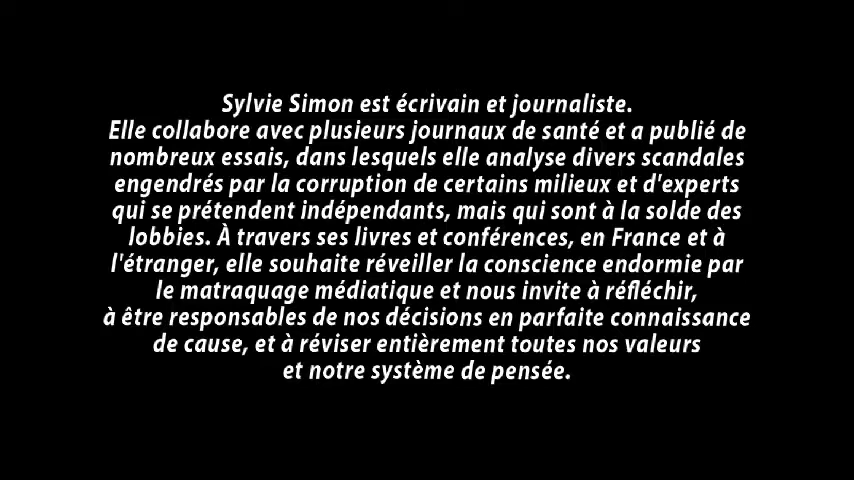 Sylvie Simon est écrivain et journaliste.
Elle collabore avec plusieurs journaux de santé et a publié de
nombreux essais, dans lesquels elle analyse divers scandales
engendrés par la corruption de certains milieux et d'experts
qui se prétendent indépendants, mais qui sont à la solde des
lobbies. À travers ses livres et conférences, en France et à
l'étranger, elle souhaite réveiller la conscience endormie par
le matraquage médiatique et nous invite à réfléchir,
à être responsables de nos décisions en parfaite connaissance
de cause, et à réviser entièrement toutes nos valeurs
et notre système de pensée.